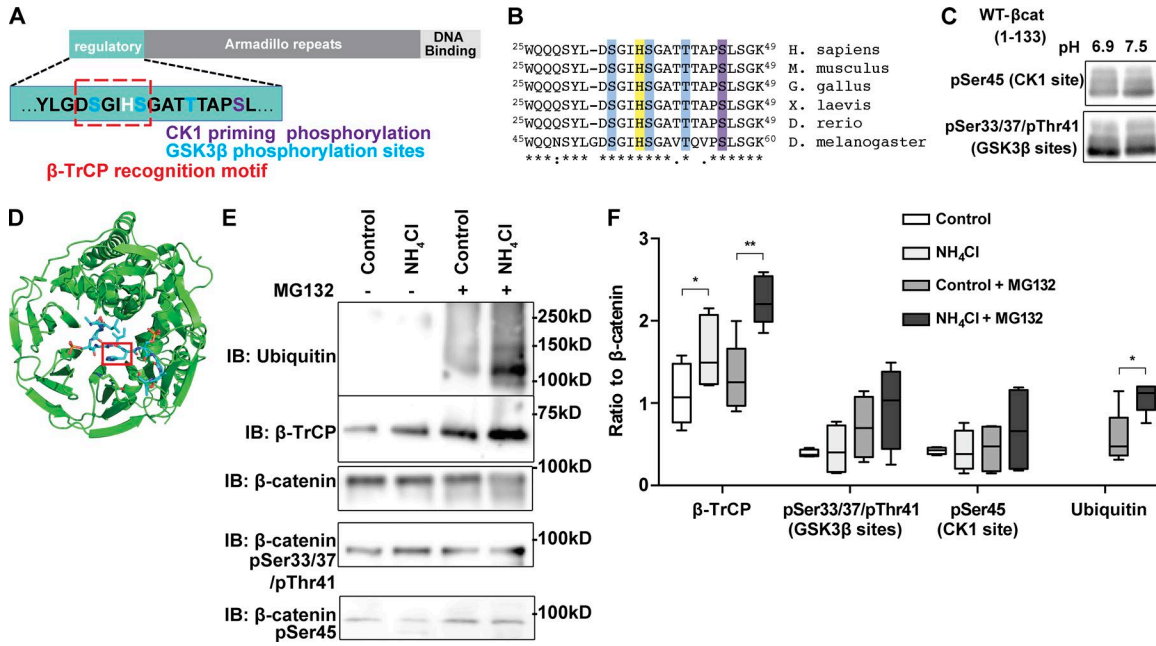 A
regulatory
Armadillo repeats
DNA
Binding
...YLGDSGIHSGATTTAPSL...
CK1 priming phosphorylation
GSK3β phosphorylation sites
β-TrCP recognition motif
B
25WQQQSYL-DSGIHSGATTTAPSLSGK49 H. sapiens
25WQQQSYL-DSGIHSGATTTAPSLSGK49 M. musculus
25WQQQSYL-DSGIHSGATTTAPSLSGK49 G. gallus
25WQQQSYL-DSGIHSGATTTAPSLSGK49 X. laevis
25WQQQSYL-DSGIHSGATTTAPSLSGK49 D. rerio
45WQQNSYLGDSGIHSGAVTQVPSLSGK60 D. melanogaster
***:*** *******.*. ******
C
WT-βcat
(1-133)
pH 6.9 7.5
pSer45 (CK1 site)
pSer33/37/pThr41
(GSK3β sites)
D
E
Control
NH4Cl
Control
NH4Cl
MG132 - - + +
IB: Ubiquitin
250kD
150kD
100kD
IB: β-TrCP
75kD
IB: β-catenin
100kD
IB: β-catenin
pSer33/37
/pThr41
100kD
IB: β-catenin
pSer45
100kD
F
Control
NH4Cl
Control + MG132
NH4Cl + MG132
Ratio to β-catenin
3
2
1
0
*
**
*
β-TrCP
pSer33/37/pThr41
(GSK3β sites)
pSer45
(CK1 site)
Ubiquitin